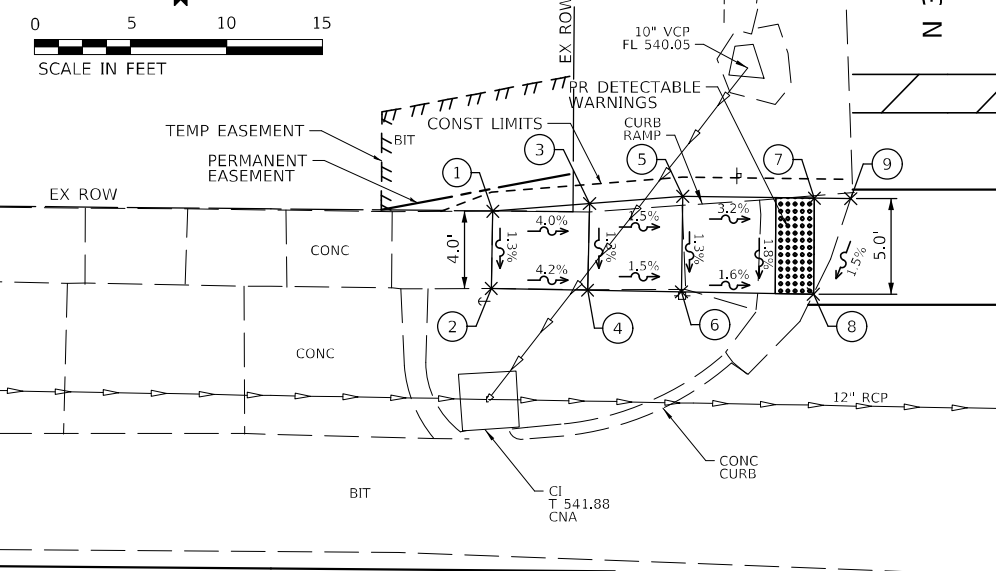 0 5 10 15
SCALE IN FEET
EX ROW
N
10" VCP
FL 540.05
PR DETECTABLE
WARNINGS
TEMP EASEMENT
BIT
CONST LIMITS
CURB
RAMP
PERMANENT
EASEMENT
1
3
5
7
9
EX ROW
CONC
4.0'
1.3%
4.0%
4.2%
1.5%
1.5%
1.3%
3.2%
1.6%
1.8%
1.5%
5.0'
2
4
6
8
CONC
12" RCP
CONC
CURB
BIT
CI
T 541.88
CNA